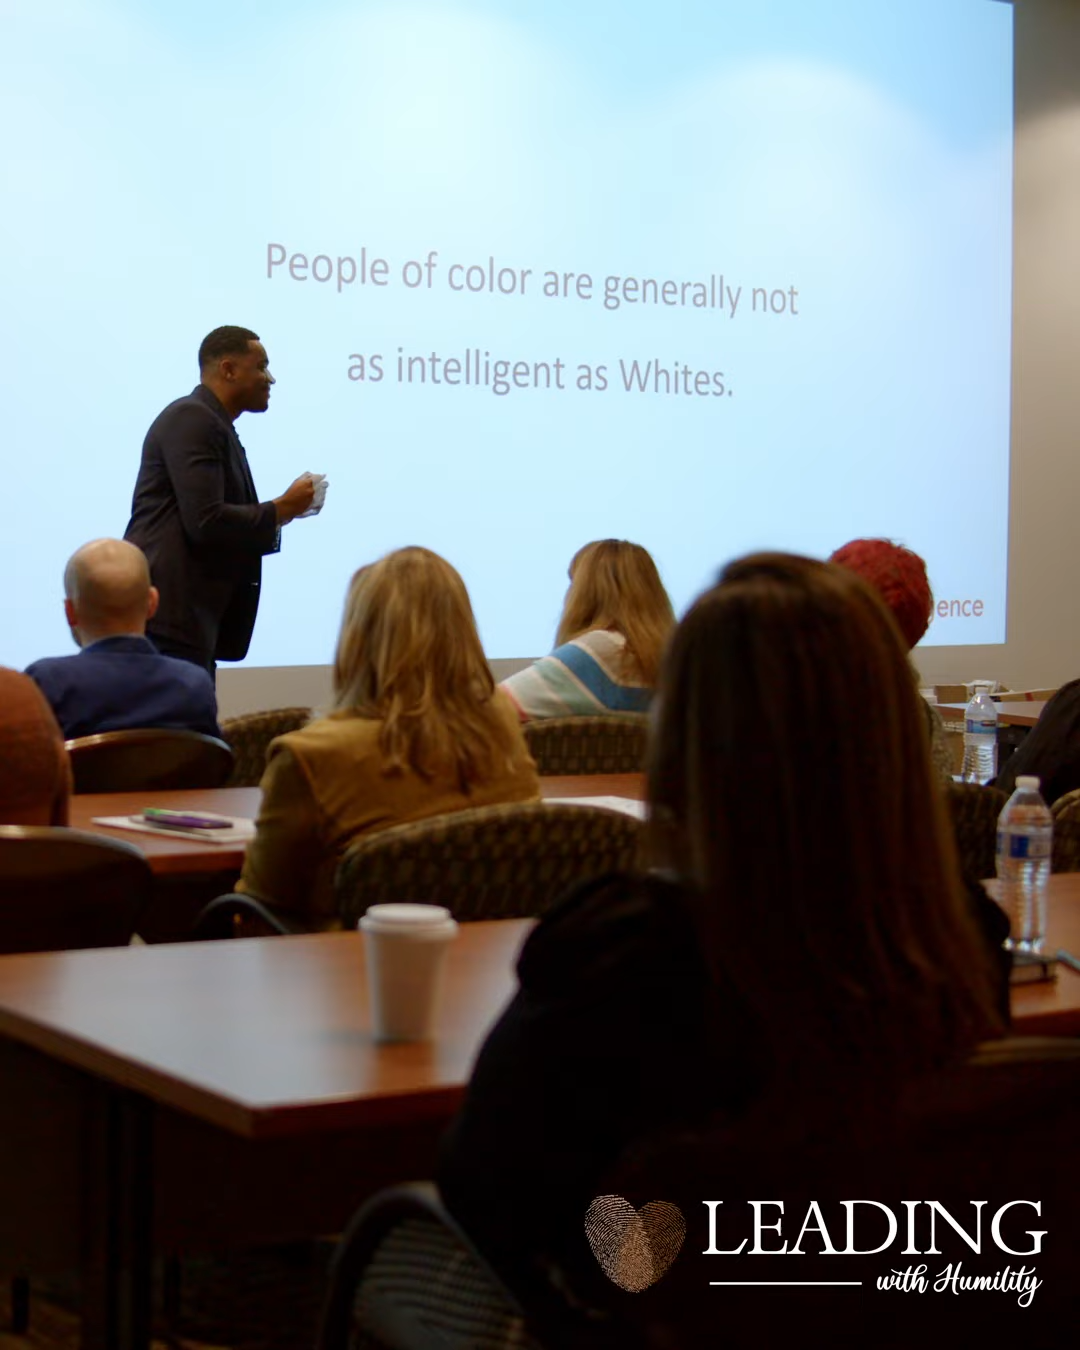 People of color are generally not
as intelligent as Whites.
ence
LEADING
with Humility